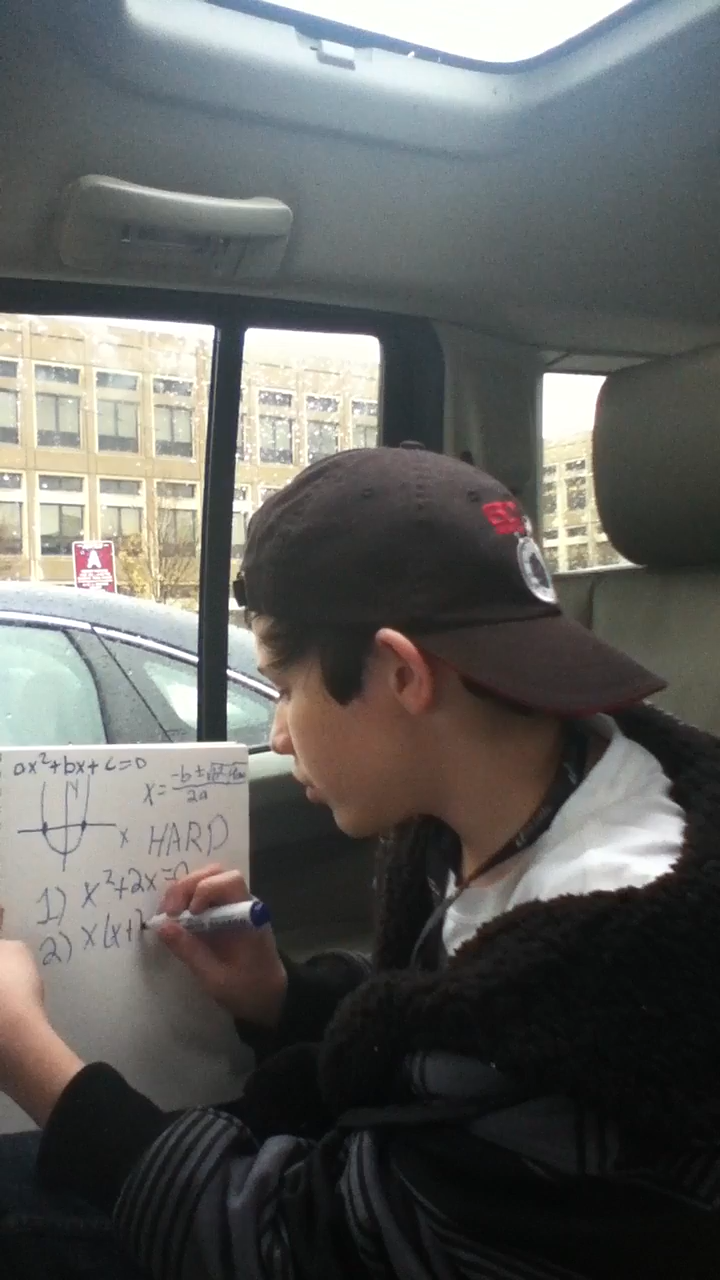 ax²+bx+c=0
x = -b ± √b²-4ac / 2a
x
HARD
1) x²+2x=0
2) x(x+
A